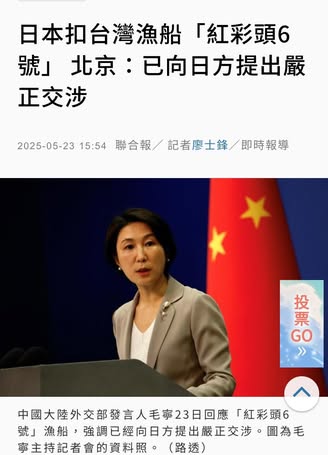 日本扣台灣漁船「紅彩頭6
號」 北京：已向日方提出嚴
正交涉
2025-05-23 15:54 聯合報／ 記者廖士鋒／即時報導
投
票
GO
»
中國大陸外交部發言人毛寧23日回應「紅彩頭6
號」漁船，強調已經向日方提出嚴正交涉。圖為毛
寧主持記者會的資料照。（路透）